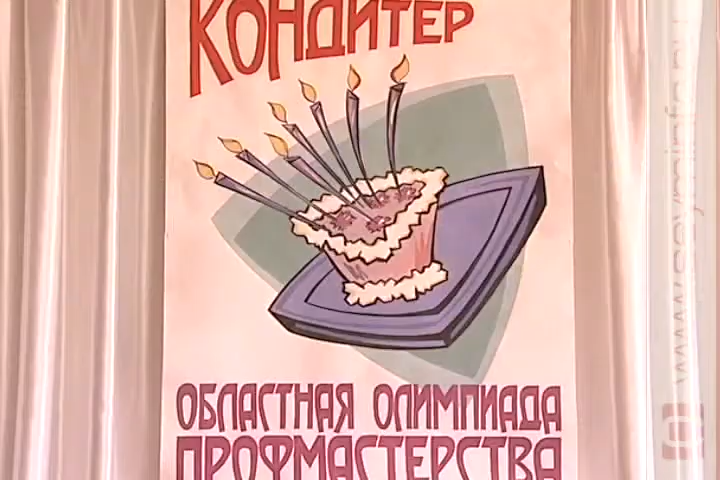 КОНДИТЕР
ОБЛАСТНАЯ ОЛИМПИАДА
ПРОФМАСТЕРСТВА